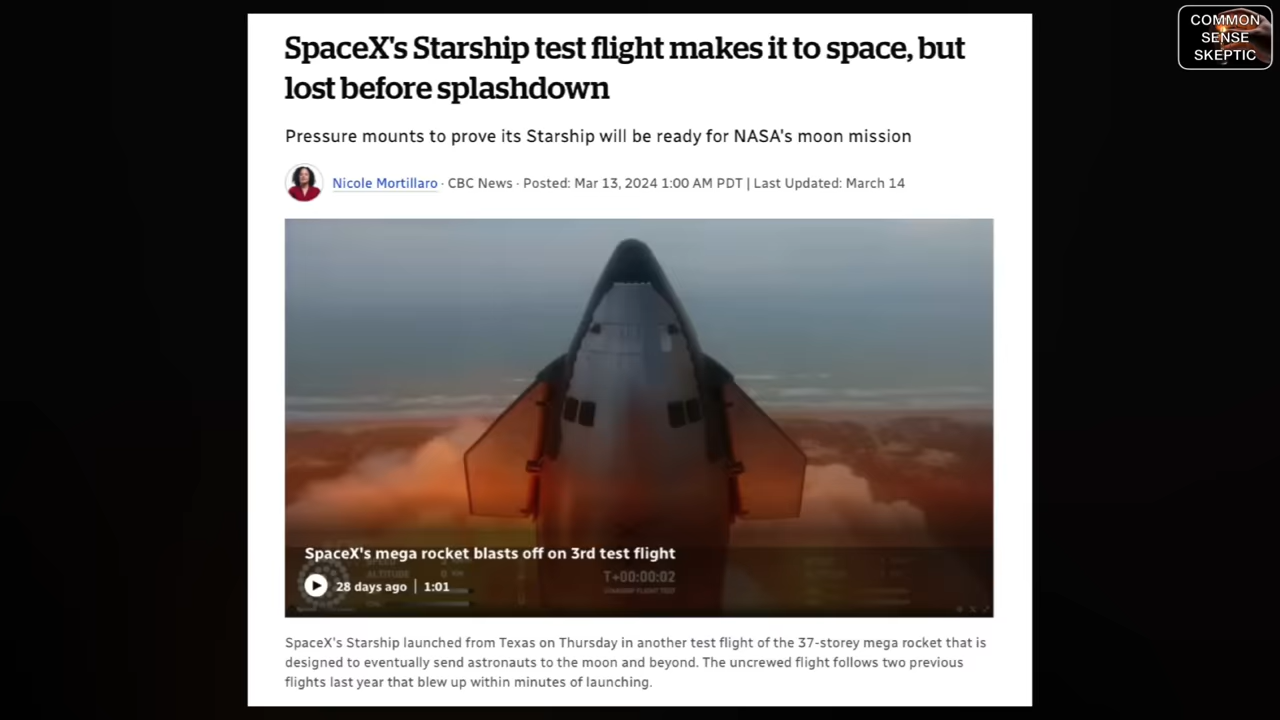 COMMON
SENSE
SKEPTIC
SpaceX's Starship test flight makes it to space, but
lost before splashdown
Pressure mounts to prove its Starship will be ready for NASA's moon mission
Nicole Mortillaro · CBC News · Posted: Mar 13, 2024 1:00 AM PDT | Last Updated: March 14
SpaceX's mega rocket blasts off on 3rd test flight
28 days ago | 1:01
T+00:00:02
SpaceX's Starship launched from Texas on Thursday in another test flight of the 37-storey mega rocket that is
designed to eventually send astronauts to the moon and beyond. The uncrewed flight follows two previous
flights last year that blew up within minutes of launching.